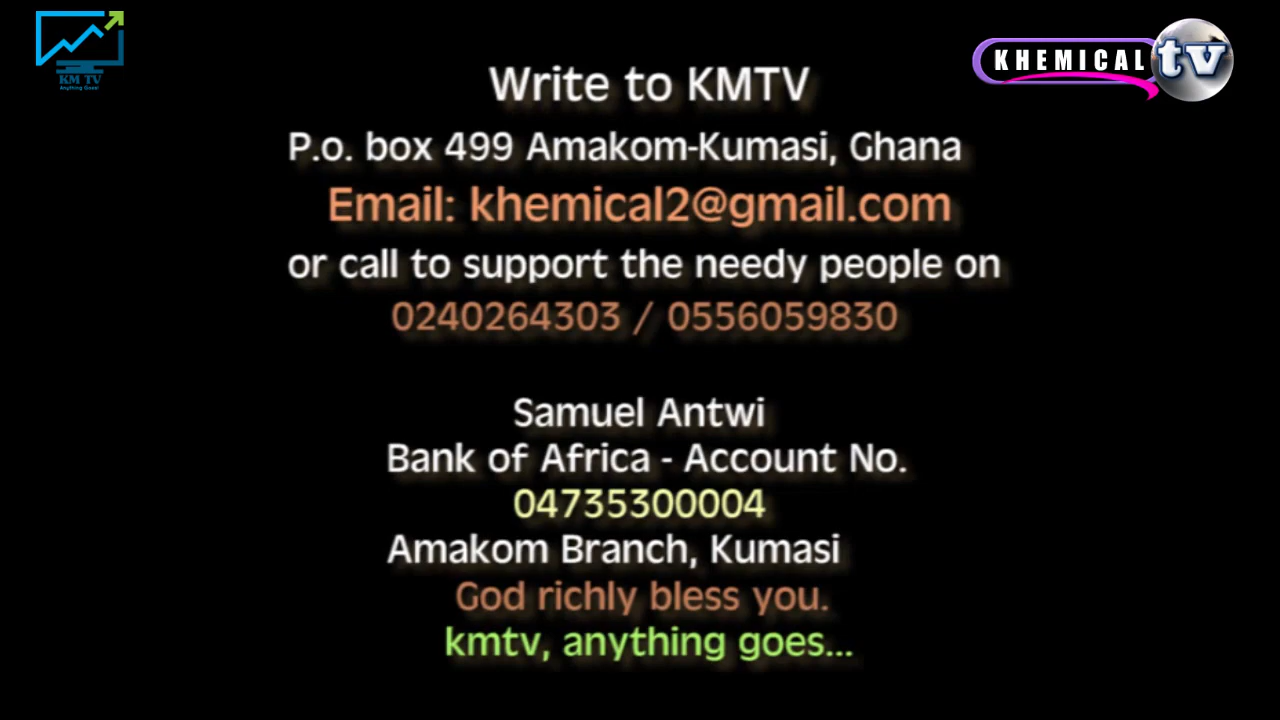 KM TV
Anything Goes!
KHEMICAL tv
Write to KMTV
P.o. box 499 Amakom-Kumasi, Ghana
Email: khemical2@gmail.com
or call to support the needy people on
0240264303 / 0556059830
Samuel Antwi
Bank of Africa - Account No.
04735300004
Amakom Branch, Kumasi
God richly bless you.
kmtv, anything goes...